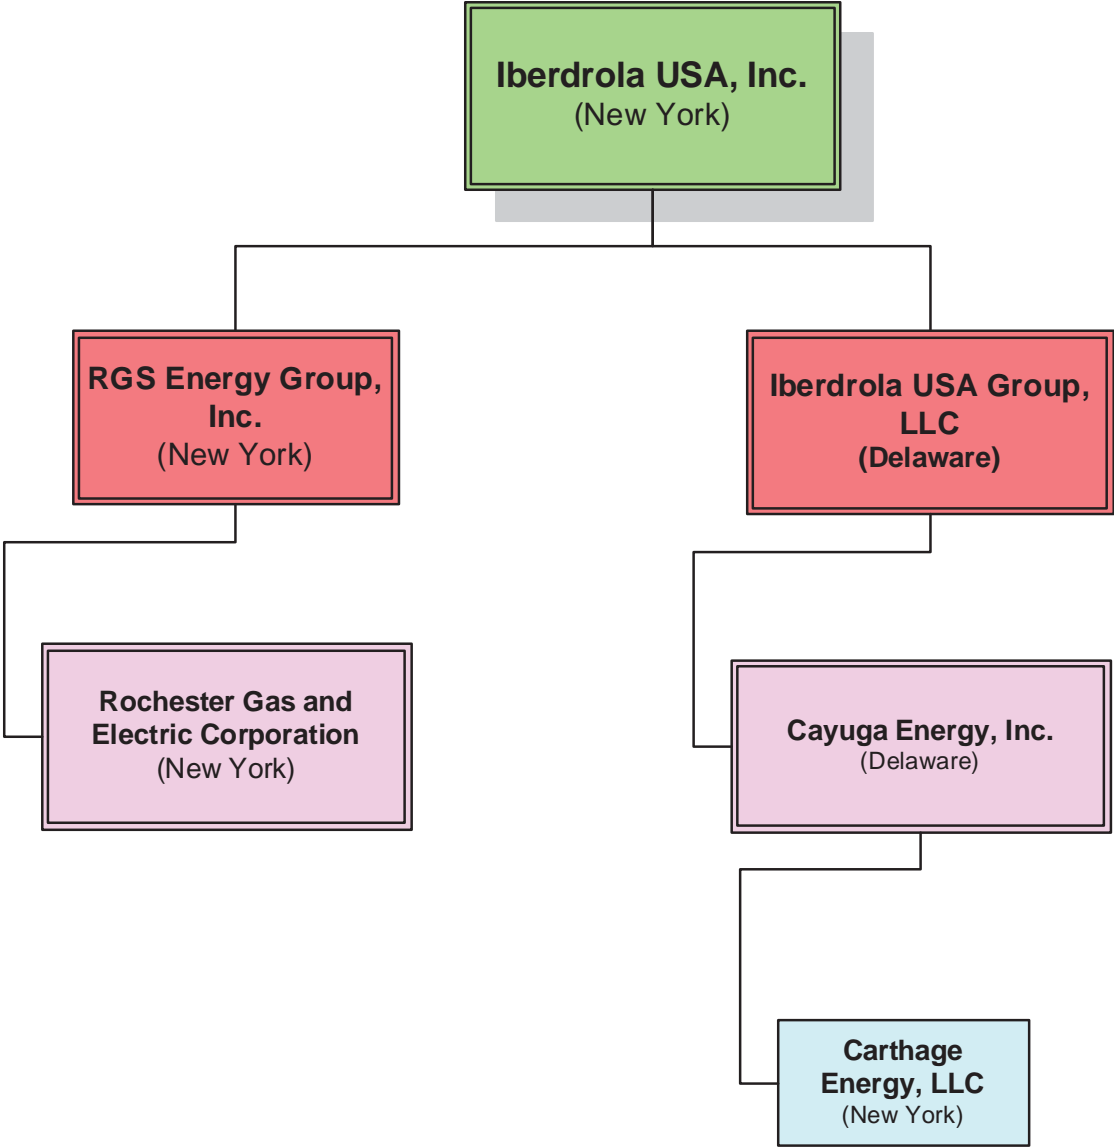 Iberdrola USA, Inc.
(New York)
RGS Energy Group,
Inc.
(New York)
Iberdrola USA Group,
LLC
(Delaware)
Rochester Gas and
Electric Corporation
(New York)
Cayuga Energy, Inc.
(Delaware)
Carthage
Energy, LLC
(New York)